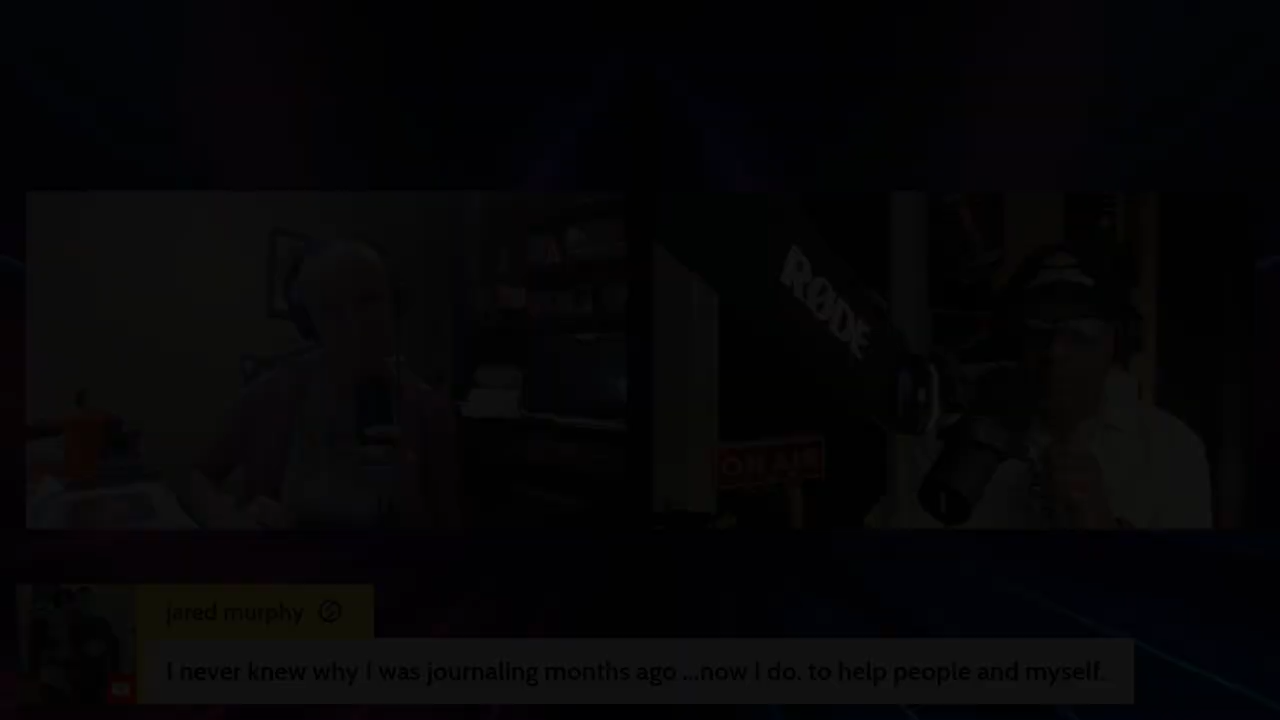 RØDE
ON AIR
jared murphy
I never knew why I was journaling months ago ...now I do. to help people and myself.